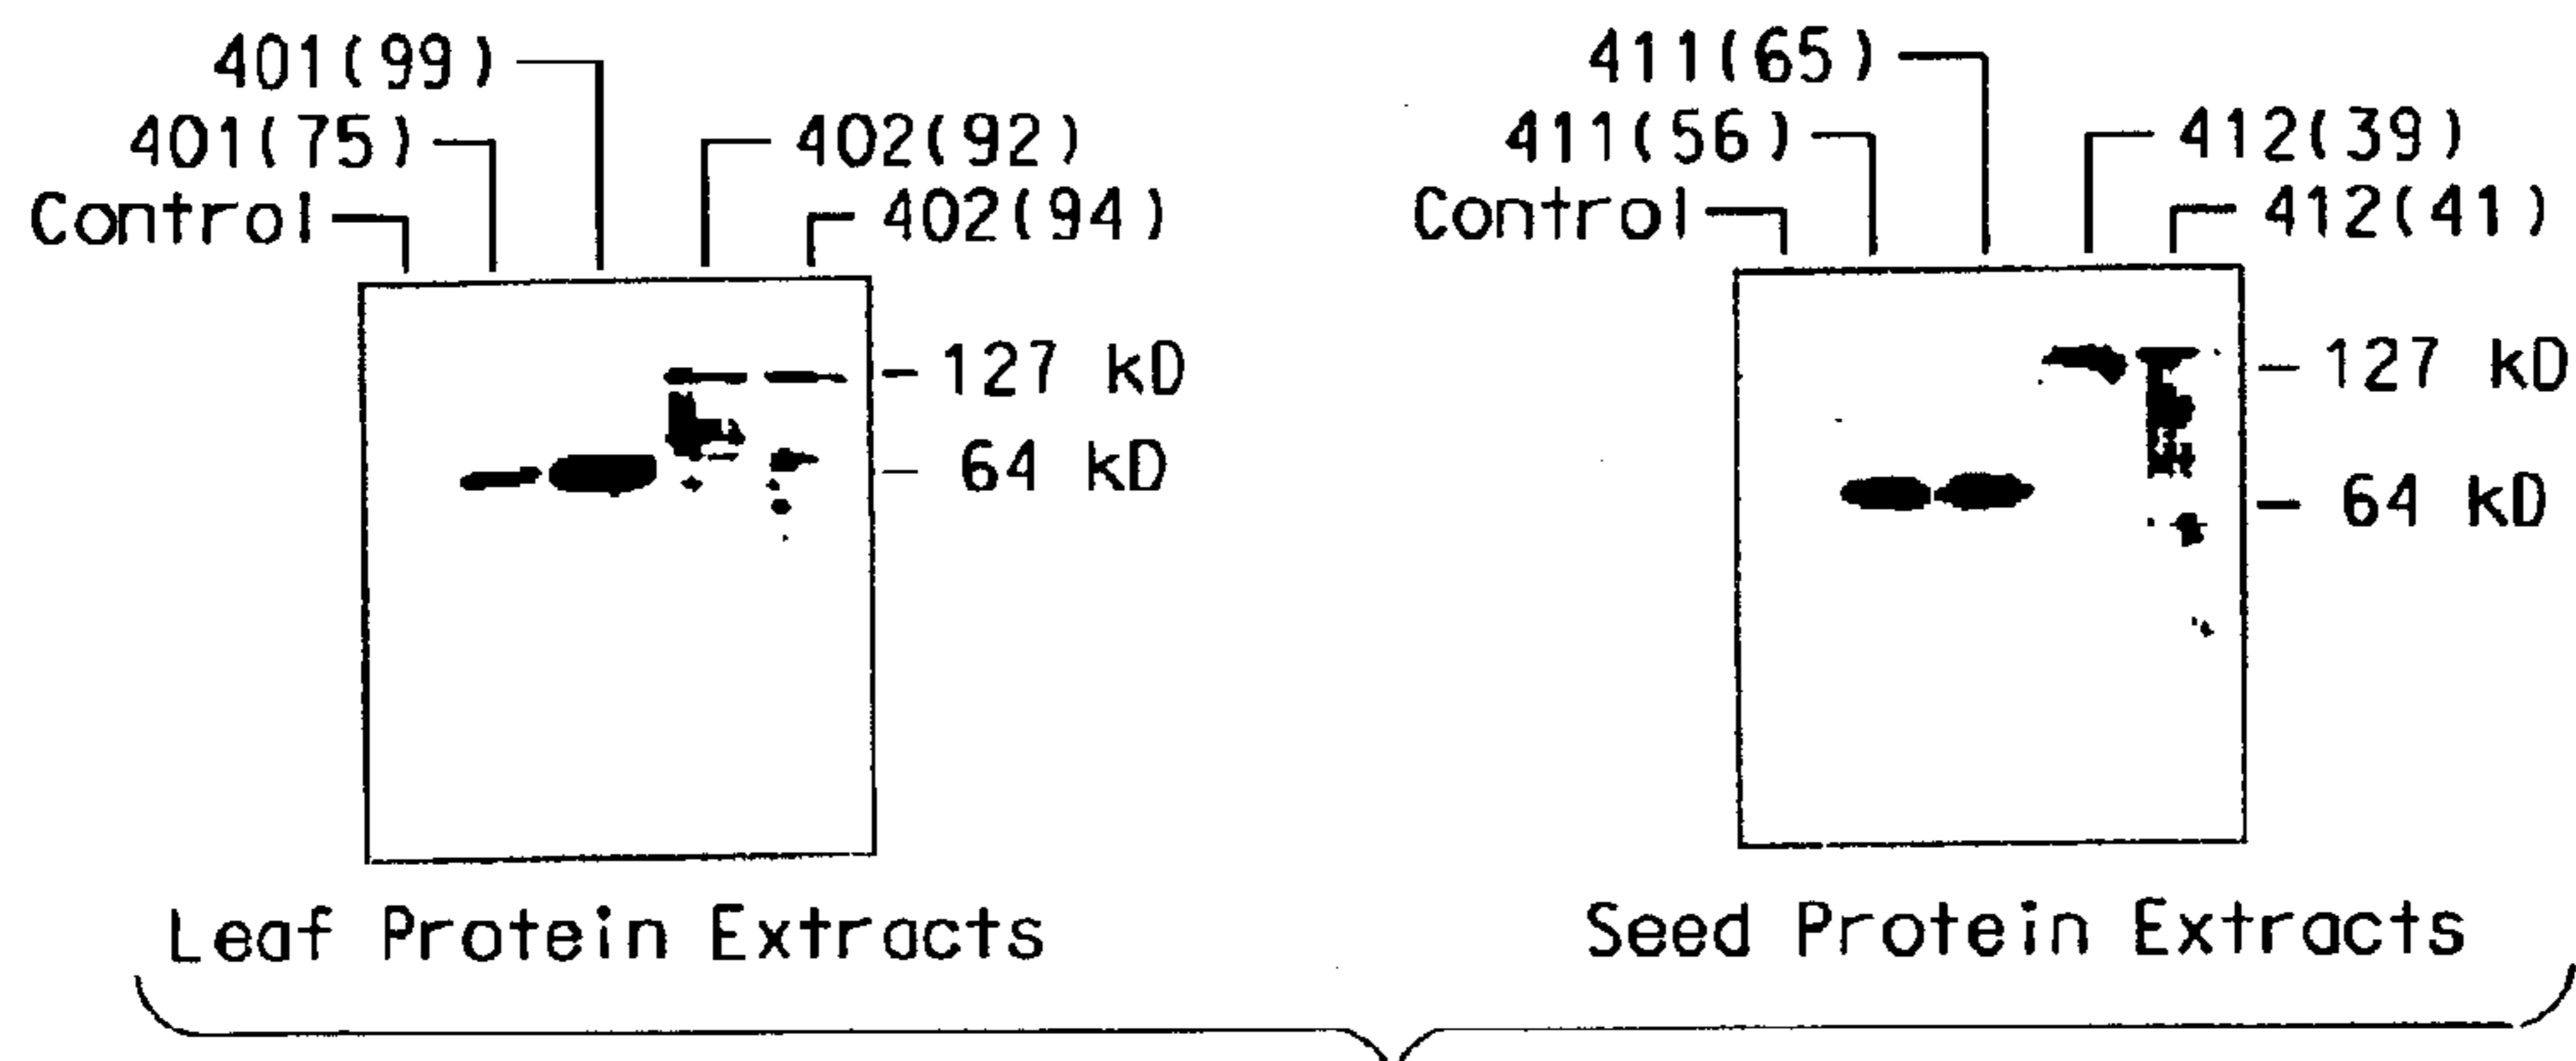 401(99)
401(75)
Control
402(92)
402(94)
127 kD
64 kD
Leaf Protein Extracts
411(65)
411(56)
Control
412(39)
412(41)
127 kD
64 kD
Seed Protein Extracts